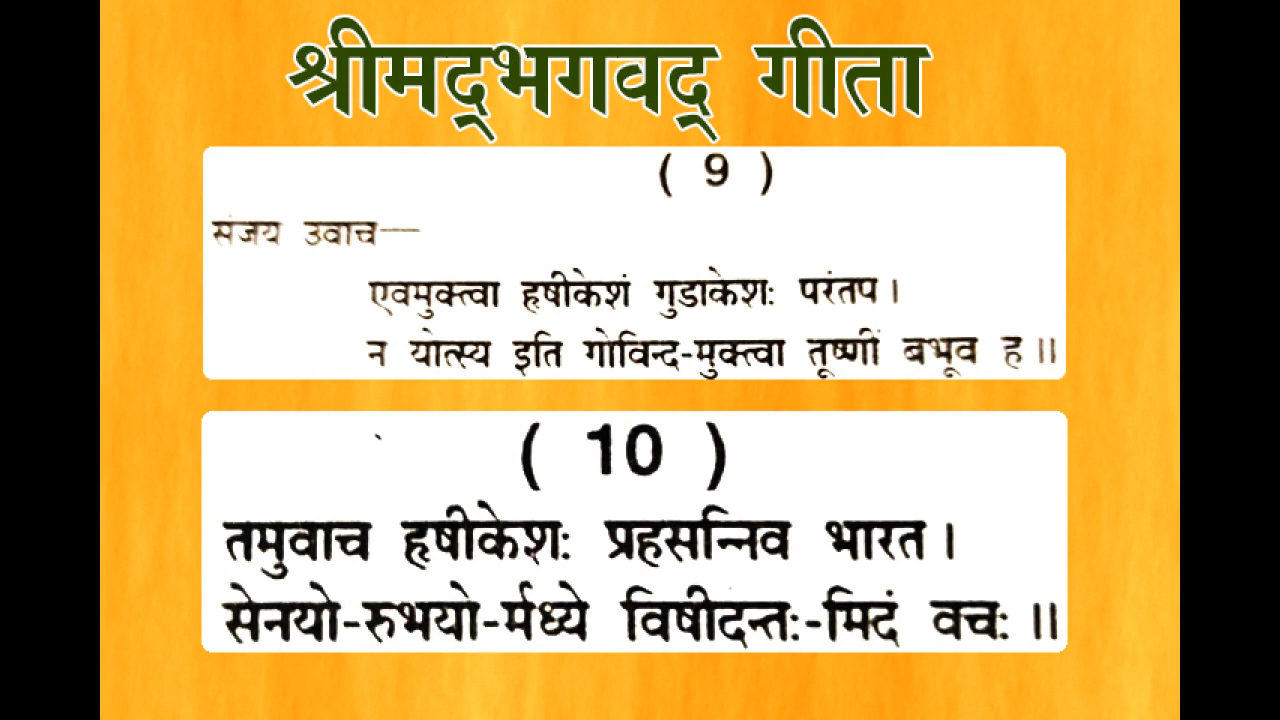 श्रीमद्भगवद् गीता
( 9 )
संजय उवाच—
एवमुक्त्वा हृषीकेशं गुडाकेशः परंतप ।
न योत्स्य इति गोविन्द-मुक्त्वा तूष्णीं बभूव ह ॥
( 10 )
तमुवाच हृषीकेशः प्रहसन्निव भारत ।
सेनयो-रुभयो-र्मध्ये विषीदन्तः-मिदं वचः ॥